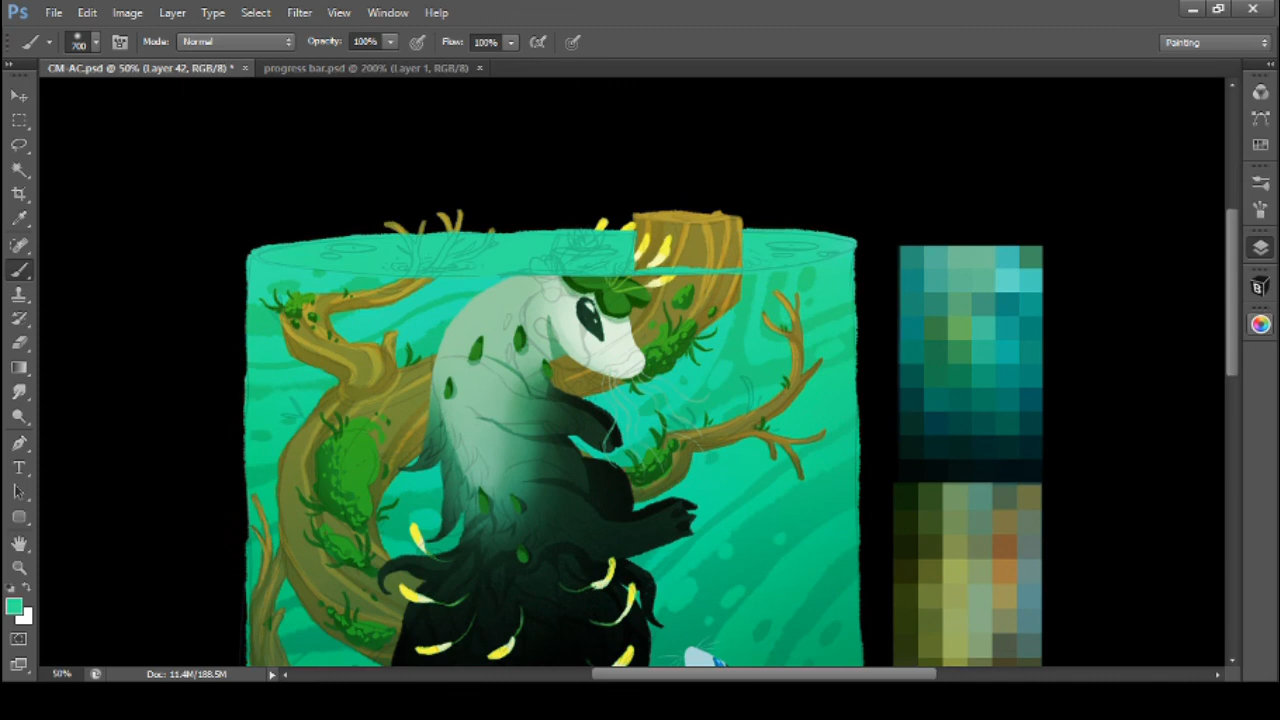 Ps File Edit Image Layer Type Select Filter View Window Help
700 Mode: Normal Opacity: 100% Flow: 100% Painting
CM-AC.psd @ 50% (Layer 42, RGB/8) * × progress bar.psd @ 200% (Layer 1, RGB/8) ×
50% Doc: 11.4M/188.5M